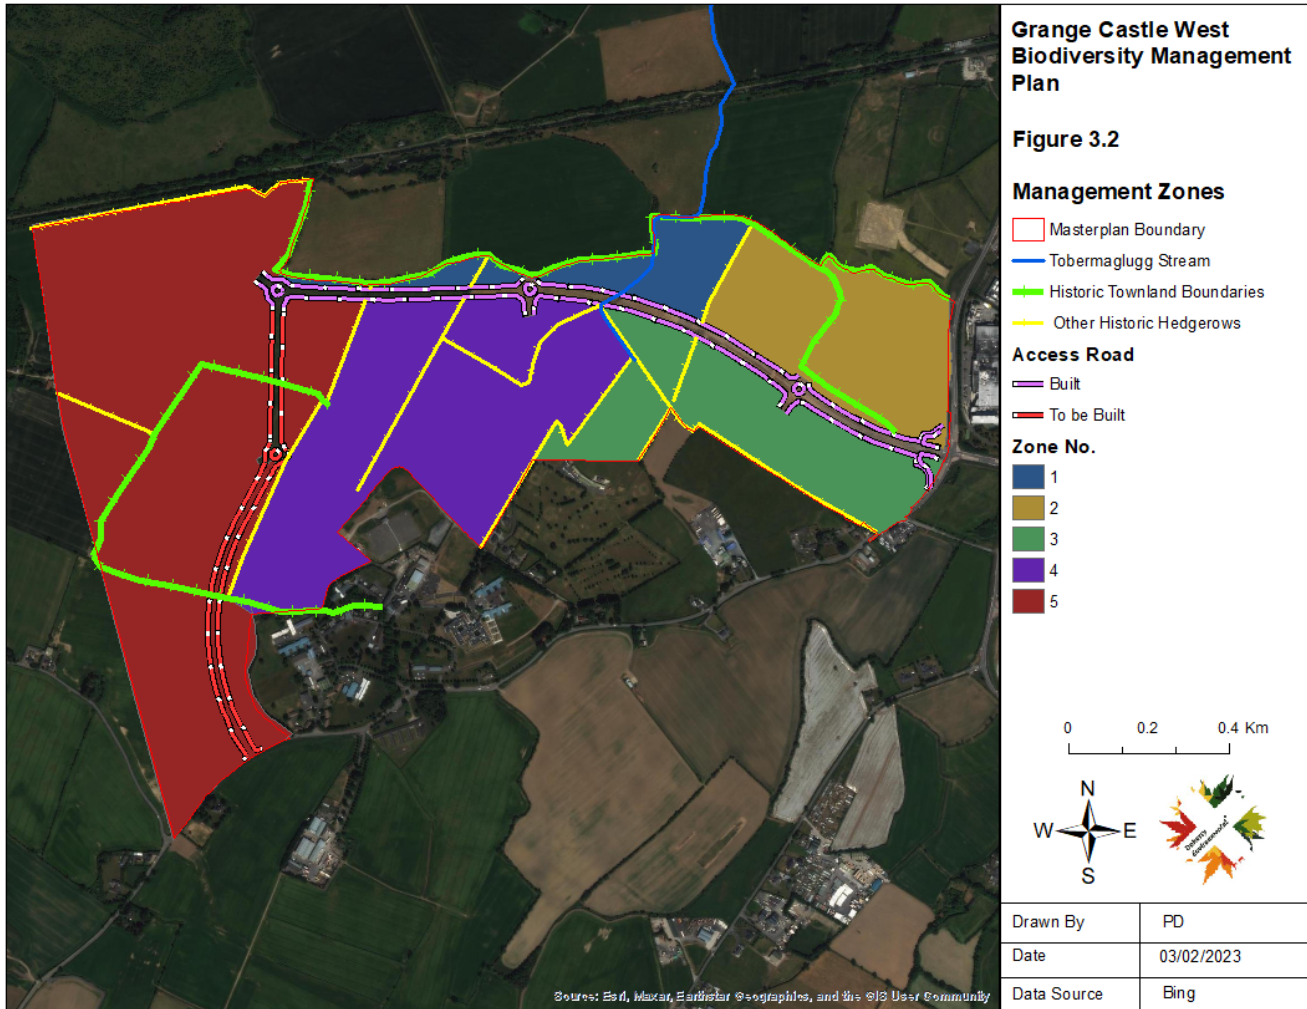 Grange Castle West
Biodiversity Management
Plan
Figure 3.2
Management Zones
Masterplan Boundary
Tobermaglugg Stream
Historic Townland Boundaries
Other Historic Hedgerows
Access Road
Built
To be Built
Zone No.
1
2
3
4
5
0 0.2 0.4 Km
N
W E
S
Doherty
Environmental
Drawn By PD
Date 03/02/2023
Data Source Bing
Source: Esri, Maxar, Earthstar Geographics, and the GIS User Community